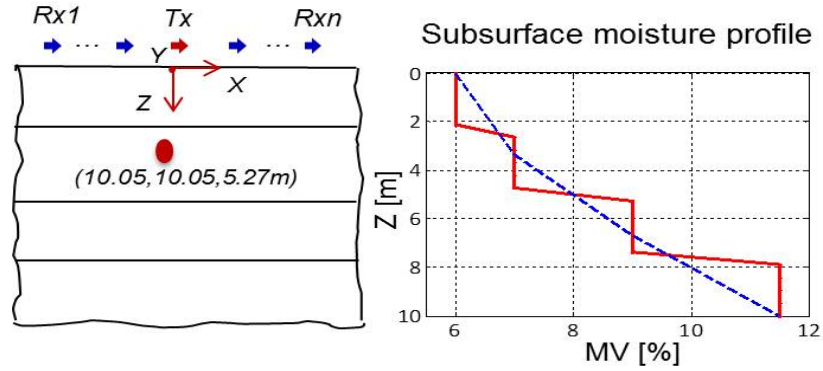 Rx1 Tx Rxn
... ...
Y
X
Z
(10.05,10.05,5.27m)
Subsurface moisture profile
0
2
4
6
8
10
Z [m]
6 8 10 12
MV [%]